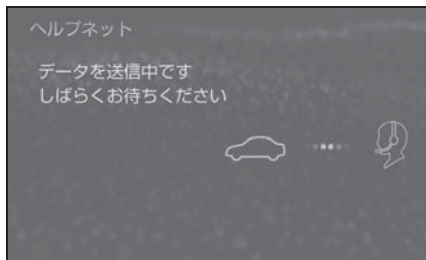 ヘルプネット
データを送信中です
しばらくお待ちください